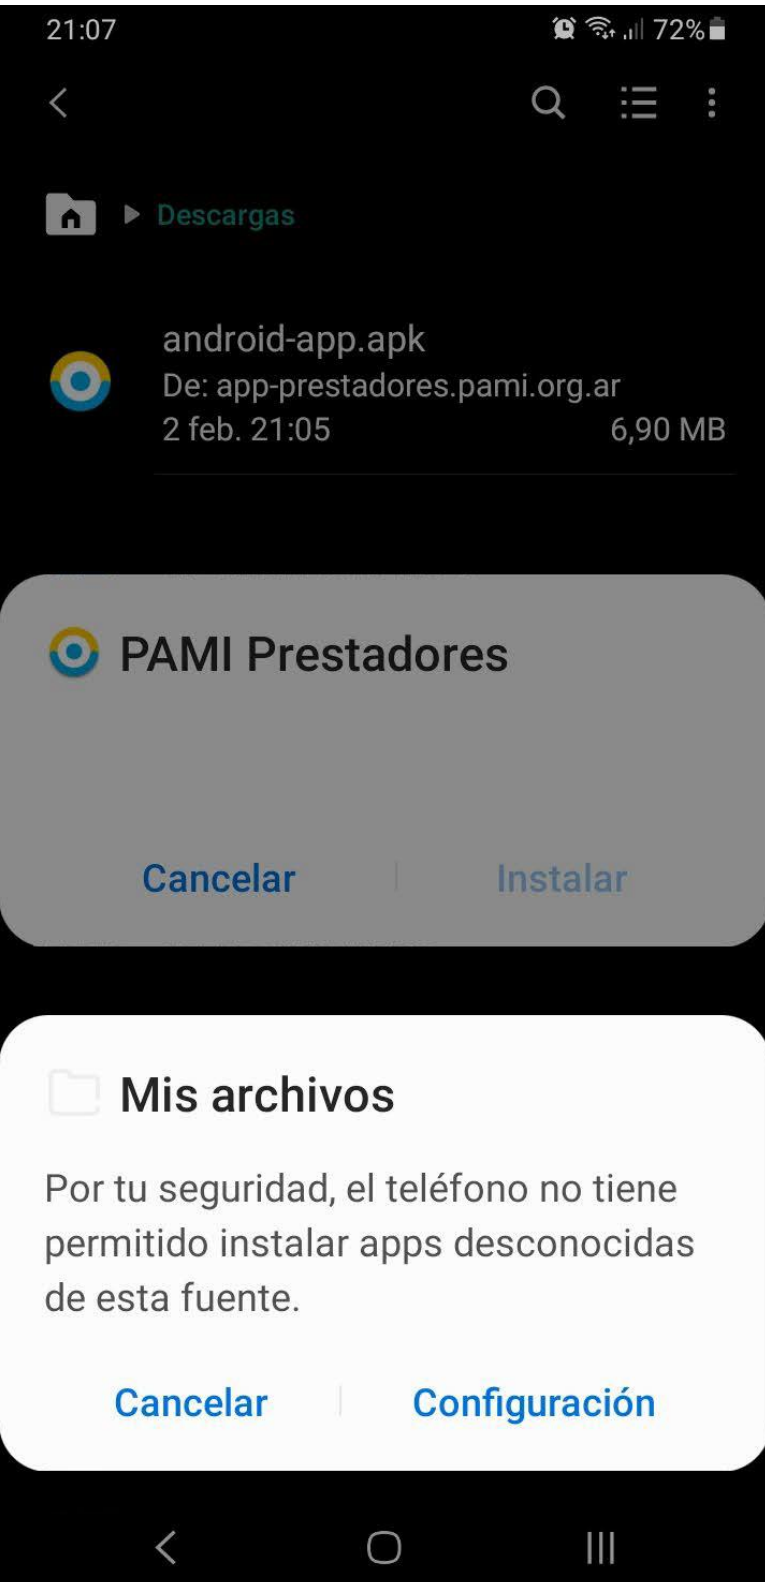 21:07 72%
Descargas
android-app.apk
De: app-prestadores.pami.org.ar
2 feb. 21:05 6,90 MB
PAMI Prestadores
Cancelar Instalar
Mis archivos
Por tu seguridad, el teléfono no tiene
permitido instalar apps desconocidas
de esta fuente.
Cancelar Configuración